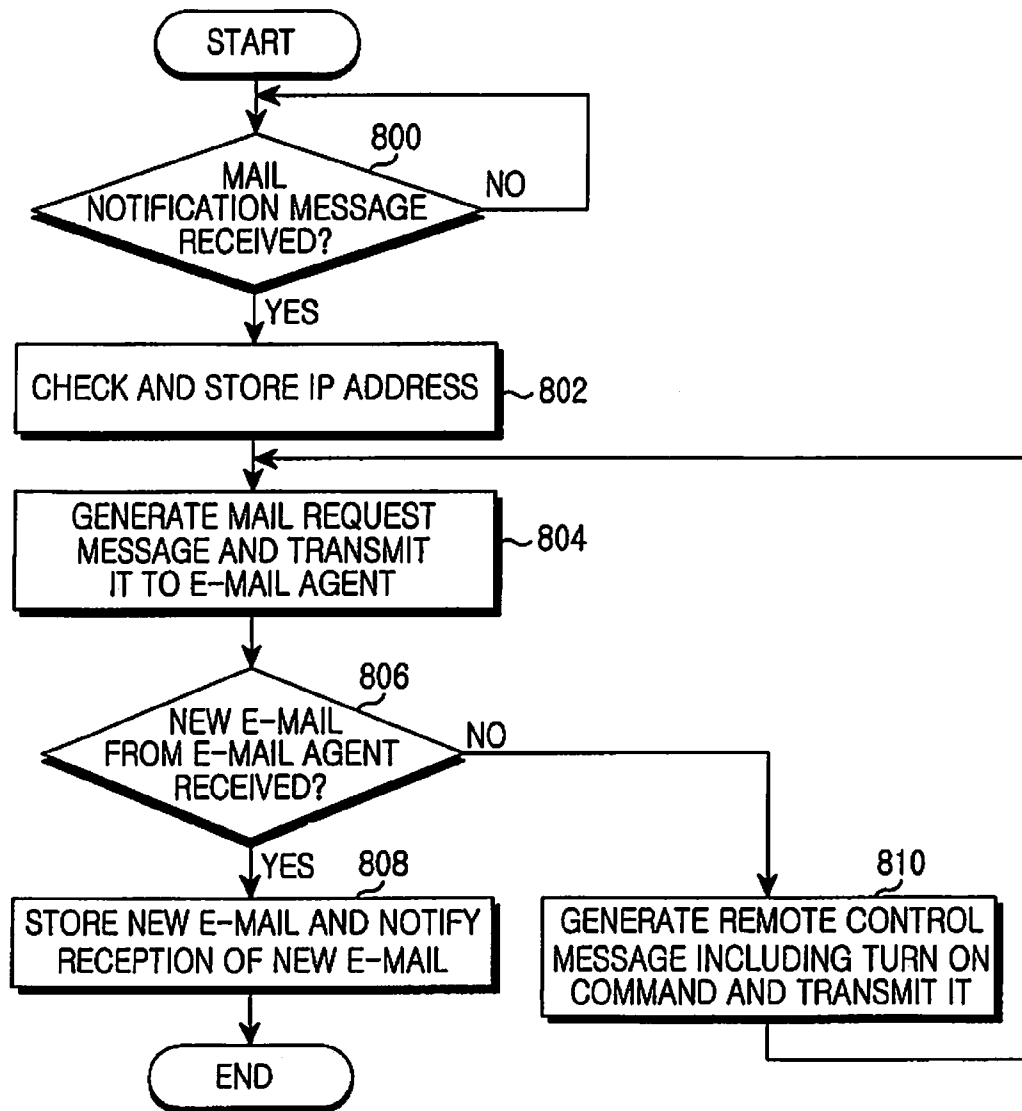 START
800
MAIL
NOTIFICATION MESSAGE
RECEIVED?
NO
YES
CHECK AND STORE IP ADDRESS
802
GENERATE MAIL REQUEST
MESSAGE AND TRANSMIT
IT TO E-MAIL AGENT
804
806
NEW E-MAIL
FROM E-MAIL AGENT
RECEIVED?
NO
YES
808
STORE NEW E-MAIL AND NOTIFY
RECEPTION OF NEW E-MAIL
810
GENERATE REMOTE CONTROL
MESSAGE INCLUDING TURN ON
COMMAND AND TRANSMIT IT
END